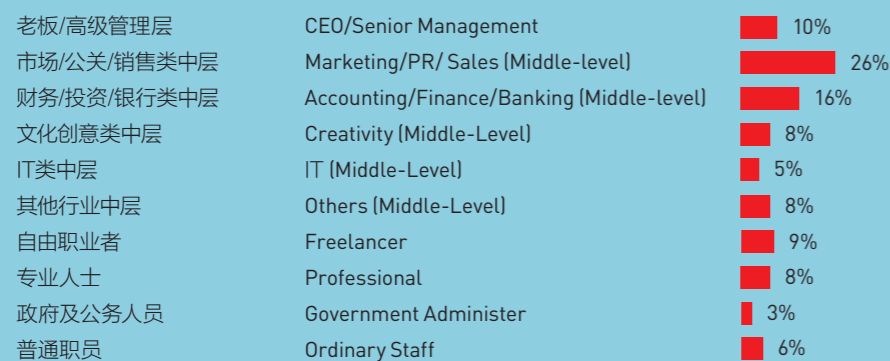 老板/高级管理层 CEO/Senior Management 10%
市场/公关/销售类中层 Marketing/PR/ Sales (Middle-level) 26%
财务/投资/银行类中层 Accounting/Finance/Banking (Middle-level) 16%
文化创意类中层 Creativity (Middle-Level) 8%
IT类中层 IT (Middle-Level) 5%
其他行业中层 Others (Middle-Level) 8%
自由职业者 Freelancer 9%
专业人士 Professional 8%
政府及公务人员 Government Administer 3%
普通职员 Ordinary Staff 6%